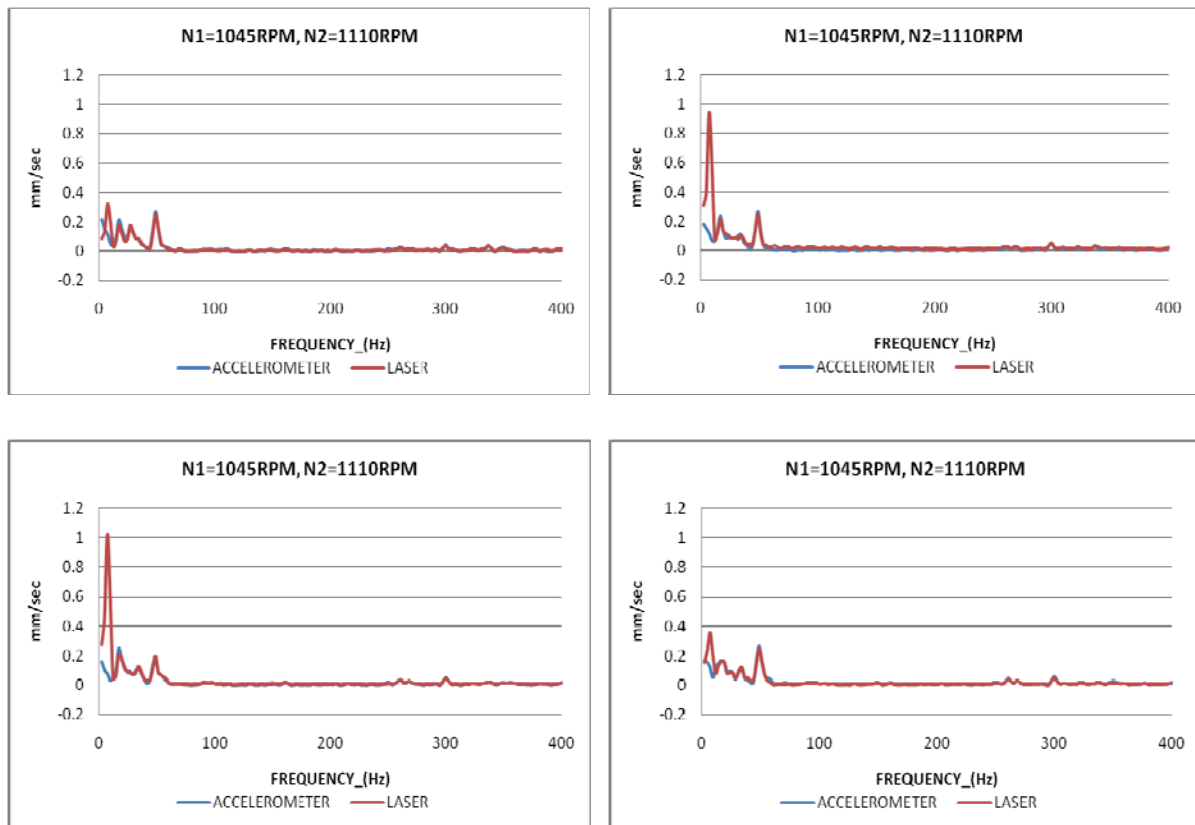 N1=1045RPM, N2=1110RPM
1.2
1
0.8
0.6
0.4
0.2
0
-0.2
mm/sec
0 100 200 300 400
FREQUENCY_(Hz)
ACCELEROMETER LASER
N1=1045RPM, N2=1110RPM
1.2
1
0.8
0.6
0.4
0.2
0
-0.2
mm/sec
0 100 200 300 400
FREQUENCY_(Hz)
ACCELEROMETER LASER
N1=1045RPM, N2=1110RPM
1.2
1
0.8
0.6
0.4
0.2
0
-0.2
mm/sec
0 100 200 300 400
FREQUENCY_(Hz)
ACCELEROMETER LASER
N1=1045RPM, N2=1110RPM
1.2
1
0.8
0.6
0.4
0.2
0
-0.2
mm/sec
0 100 200 300 400
FREQUENCY_(Hz)
ACCELEROMETER LASER